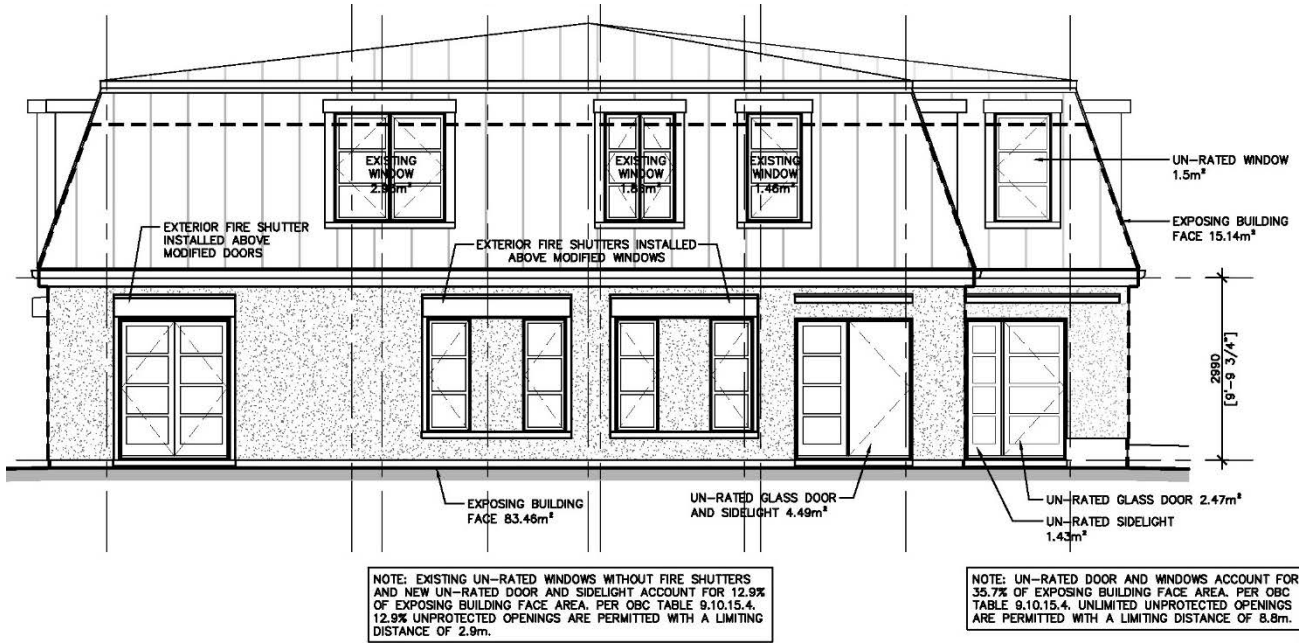 EXISTING
WINDOW
EXISTING
WINDOW
EXISTING
WINDOW
1.46m²
UN-RATED WINDOW
1.5m²
EXPOSING BUILDING
FACE 15.14m²
EXTERIOR FIRE SHUTTER
INSTALLED ABOVE
MODIFIED DOORS
EXTERIOR FIRE SHUTTERS INSTALLED
ABOVE MODIFIED WINDOWS
2990
[9'-9 3/4"]
EXPOSING BUILDING
FACE 83.46m²
UN-RATED GLASS DOOR
AND SIDELIGHT 4.49m²
UN-RATED GLASS DOOR 2.47m²
UN-RATED SIDELIGHT
1.43m²
NOTE: EXISTING UN-RATED WINDOWS WITHOUT FIRE SHUTTERS
AND NEW UN-RATED DOOR AND SIDELIGHT ACCOUNT FOR 12.9%
OF EXPOSING BUILDING FACE AREA. PER OBC TABLE 9.10.15.4.
12.9% UNPROTECTED OPENINGS ARE PERMITTED WITH A LIMITING
DISTANCE OF 2.9m.
NOTE: UN-RATED DOOR AND WINDOWS ACCOUNT FOR
35.7% OF EXPOSING BUILDING FACE AREA. PER OBC
TABLE 9.10.15.4. UNLIMITED UNPROTECTED OPENINGS
ARE PERMITTED WITH A LIMITING DISTANCE OF 8.8m.